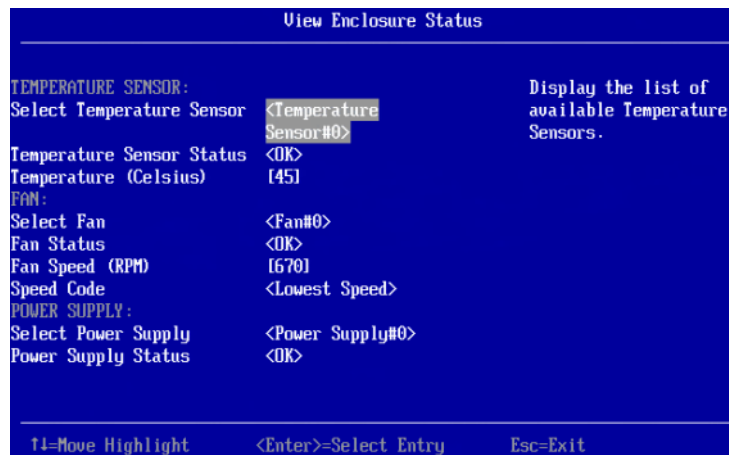 View Enclosure Status
TEMPERATURE SENSOR:
Display the list of
Select Temperature Sensor <Temperature
available Temperature
Sensor#0>
Sensors.
Temperature Sensor Status <OK>
Temperature (Celsius) [45]
FAN:
Select Fan <Fan#0>
Fan Status <OK>
Fan Speed (RPM) [670]
Speed Code <Lowest Speed>
POWER SUPPLY:
Select Power Supply <Power Supply#0>
Power Supply Status <OK>
↑↓=Move Highlight <Enter>=Select Entry Esc=Exit